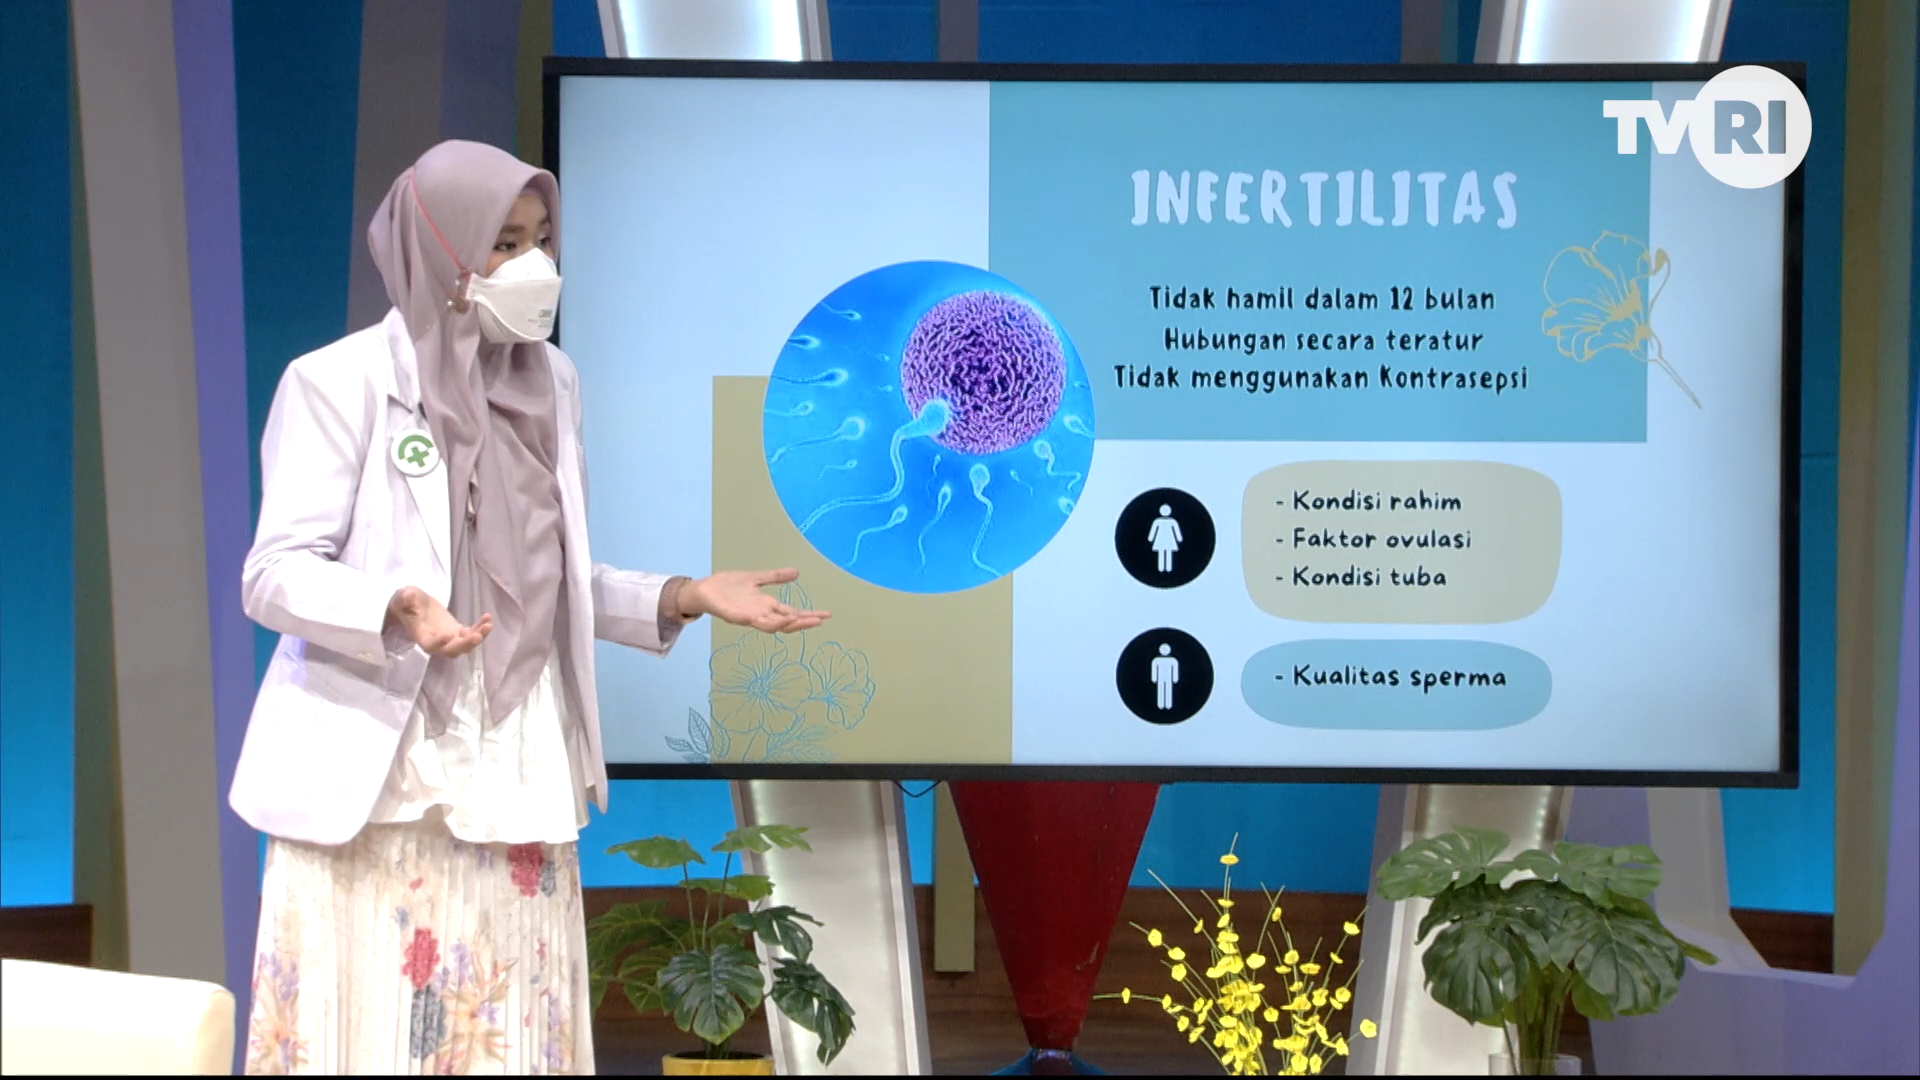 TVRI
INFERTILITAS
Tidak hamil dalam 12 bulan
Hubungan secara teratur
Tidak menggunakan Kontrasepsi
- Kondisi rahim
- Faktor ovulasi
- Kondisi tuba
- Kualitas sperma